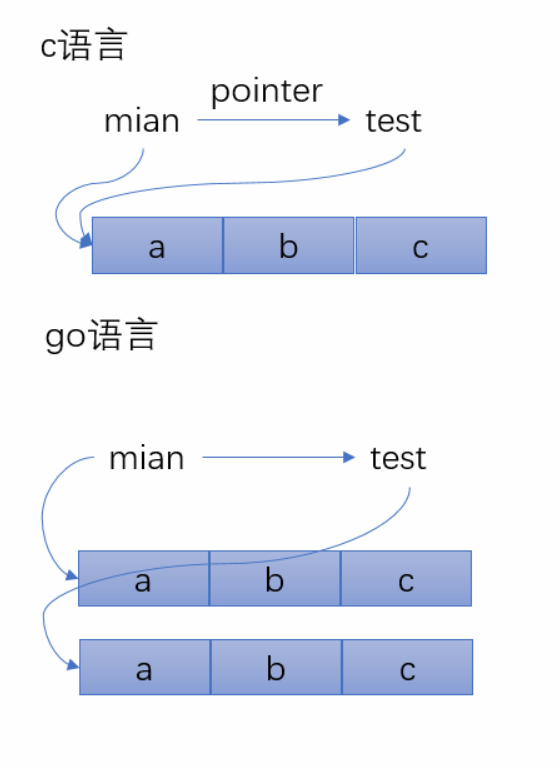 c语言
pointer
mian test
a b c
go语言
mian test
a b c
a b c